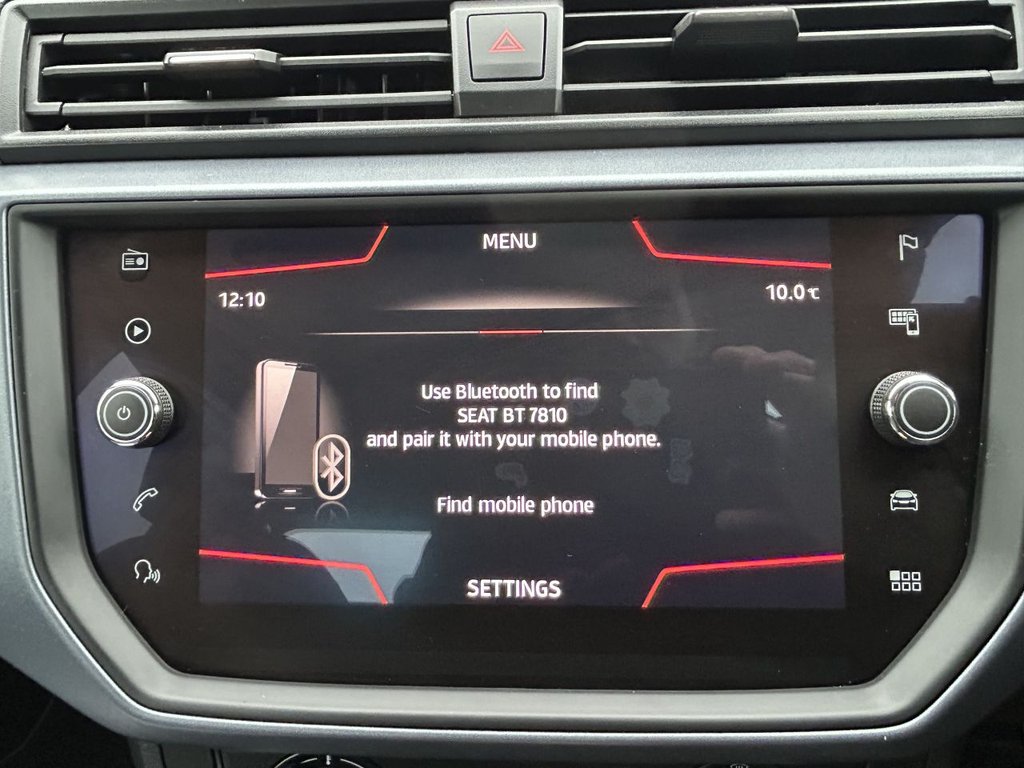 MENU
12:10
10.0°C
Use Bluetooth to find
SEAT BT 7810
and pair it with your mobile phone.
Find mobile phone
SETTINGS